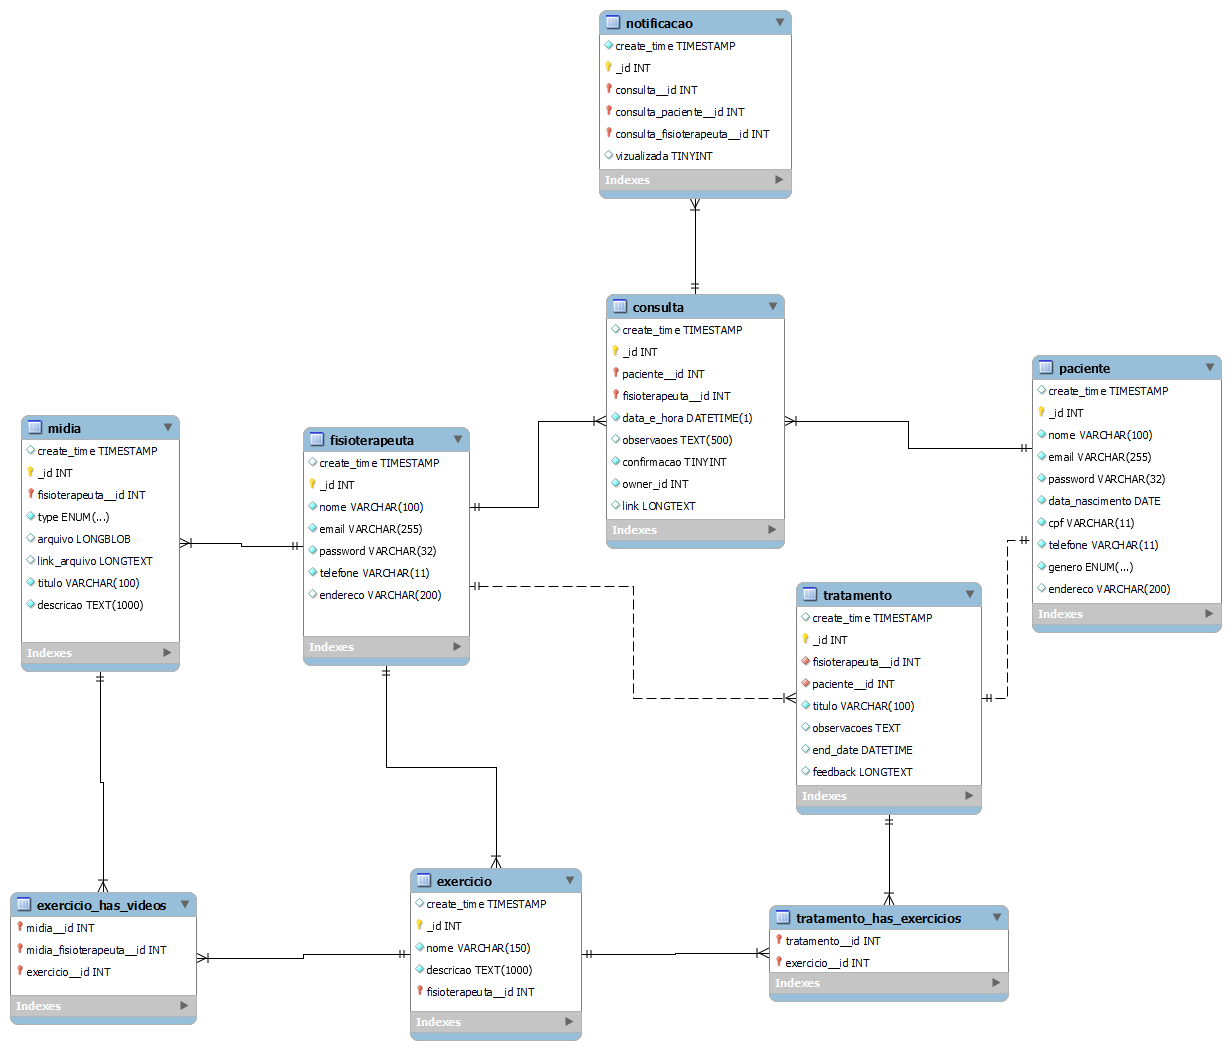 notificacao
create_time TIMESTAMP
_id INT
consulta__id INT
consulta_paciente__id INT
consulta_fisioterapeuta__id INT
vizualizada TINYINT
Indexes
consulta
create_time TIMESTAMP
_id INT
paciente__id INT
fisioterapeuta__id INT
data_e_hora DATETIME(1)
observaoes TEXT(500)
confirmacao TINYINT
owner_id INT
link LONGTEXT
Indexes
paciente
create_time TIMESTAMP
_id INT
nome VARCHAR(100)
email VARCHAR(255)
password VARCHAR(32)
data_nascimento DATE
cpf VARCHAR(11)
telefone VARCHAR(11)
genero ENUM(...)
endereco VARCHAR(200)
Indexes
midia
create_time TIMESTAMP
_id INT
fisioterapeuta__id INT
type ENUM(...)
arquivo LONGBLOB
link_arquivo LONGTEXT
titulo VARCHAR(100)
descricao TEXT(1000)
Indexes
fisioterapeuta
create_time TIMESTAMP
_id INT
nome VARCHAR(100)
email VARCHAR(255)
password VARCHAR(32)
telefone VARCHAR(11)
endereco VARCHAR(200)
Indexes
tratamento
create_time TIMESTAMP
_id INT
fisioterapeuta__id INT
paciente__id INT
titulo VARCHAR(100)
observacoes TEXT
end_date DATETIME
feedback LONGTEXT
Indexes
exercicio_has_videos
midia__id INT
midia_fisioterapeuta__id INT
exercicio__id INT
Indexes
exercicio
create_time TIMESTAMP
_id INT
nome VARCHAR(150)
descricao TEXT(1000)
fisioterapeuta__id INT
Indexes
tratamento_has_exercicios
tratamento__id INT
exercicio__id INT
Indexes